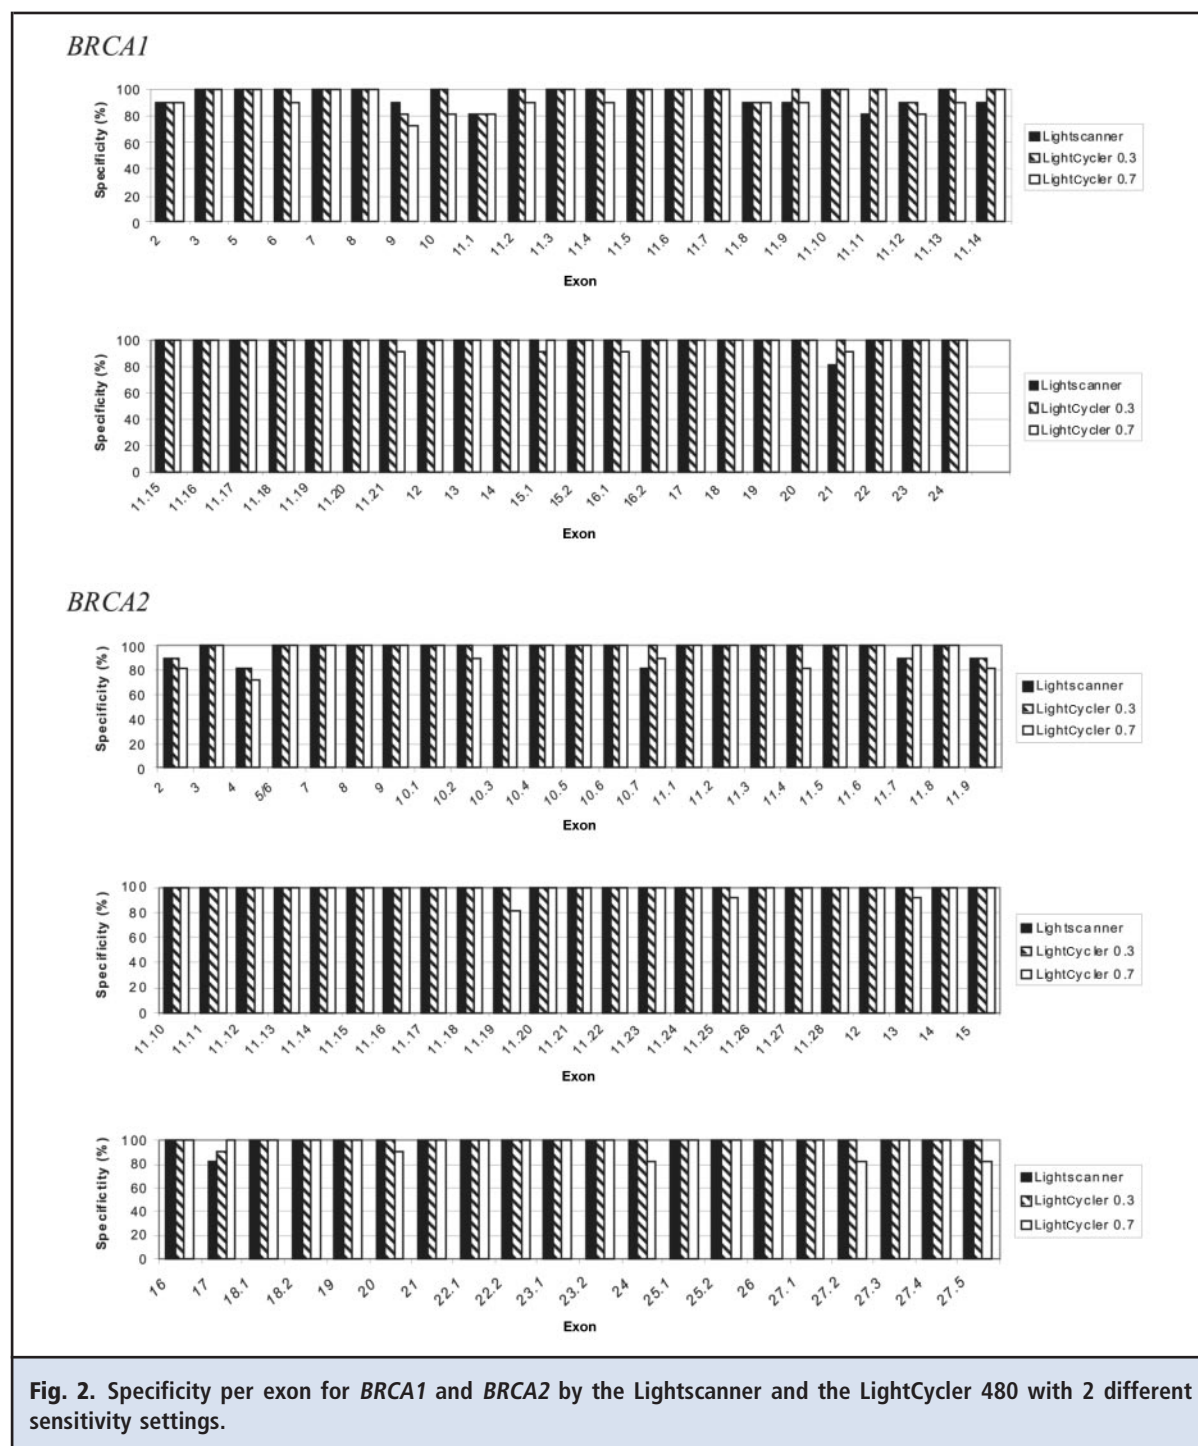 BRCA1
Specificity (%)
100
80
60
40
20
0
2 3 5 6 7 8 9 10 11.1 11.2 11.3 11.4 11.5 11.6 11.7 11.8 11.9 11.10 11.11 11.12 11.13 11.14
Exon
Lightscanner
LightCycler 0.3
LightCycler 0.7
Specificity (%)
100
80
60
40
20
0
11.15 11.16 11.17 11.18 11.19 11.20 11.21 12 13 14 15.1 15.2 16.1 16.2 17 18 19 20 21 22 23 24
Exon
Lightscanner
LightCycler 0.3
LightCycler 0.7
BRCA2
Specificity (%)
100
80
60
40
20
0
2 3 4 5/6 7 8 9 10.1 10.2 10.3 10.4 10.5 10.6 10.7 11.1 11.2 11.3 11.4 11.5 11.6 11.7 11.8 11.9
Exon
Lightscanner
LightCycler 0.3
LightCycler 0.7
Specificity (%)
100
80
60
40
20
0
11.10 11.11 11.12 11.13 11.14 11.15 11.16 11.17 11.18 11.19 11.20 11.21 11.22 11.23 11.24 11.25 11.26 11.27 11.28 12 13 14 15
Exon
Lightscanner
LightCycler 0.3
LightCycler 0.7
Specifictity (%)
100
80
60
40
20
0
16 17 18.1 18.2 19 20 21 22.1 22.2 23.1 23.2 24 25.1 25.2 26 27.1 27.2 27.3 27.4 27.5
Exon
Lightscanner
LightCycler 0.3
LightCycler 0.7
Fig. 2. Specificity per exon for BRCA1 and BRCA2 by the Lightscanner and the LightCycler 480 with 2 different
sensitivity settings.